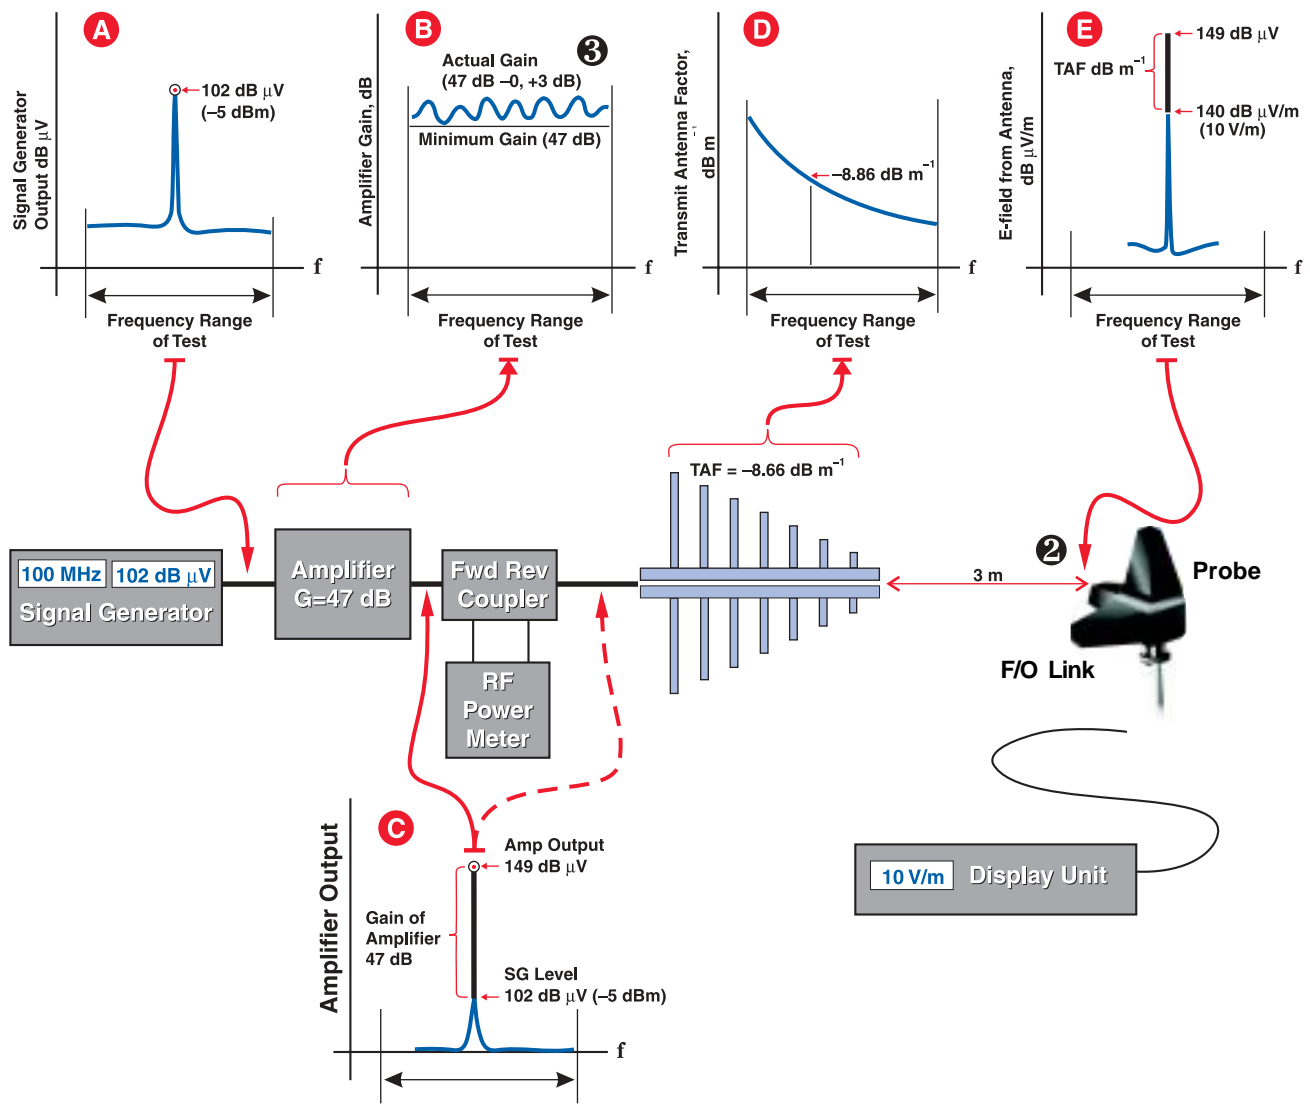 A
Signal Generator
Output dB μV
102 dB μV
(–5 dBm)
f
Frequency Range
of Test
B
3
Amplifier Gain, dB
Actual Gain
(47 dB –0, +3 dB)
Minimum Gain (47 dB)
f
Frequency Range
of Test
D
Transmit Antenna Factor,
dB m⁻¹
–8.86 dB m⁻¹
f
Frequency Range
of Test
E
E-field from Antenna,
dB μV/m
149 dB μV
TAF dB m⁻¹
140 dB μV/m
(10 V/m)
f
Frequency Range
of Test
TAF = –8.66 dB m⁻¹
100 MHz
102 dB μV
Signal Generator
Amplifier
G=47 dB
Fwd Rev
Coupler
RF
Power
Meter
3 m
2
Probe
F/O Link
10 V/m
Display Unit
C
Amplifier Output
Amp Output
149 dB μV
Gain of
Amplifier
47 dB
SG Level
102 dB μV (–5 dBm)
f